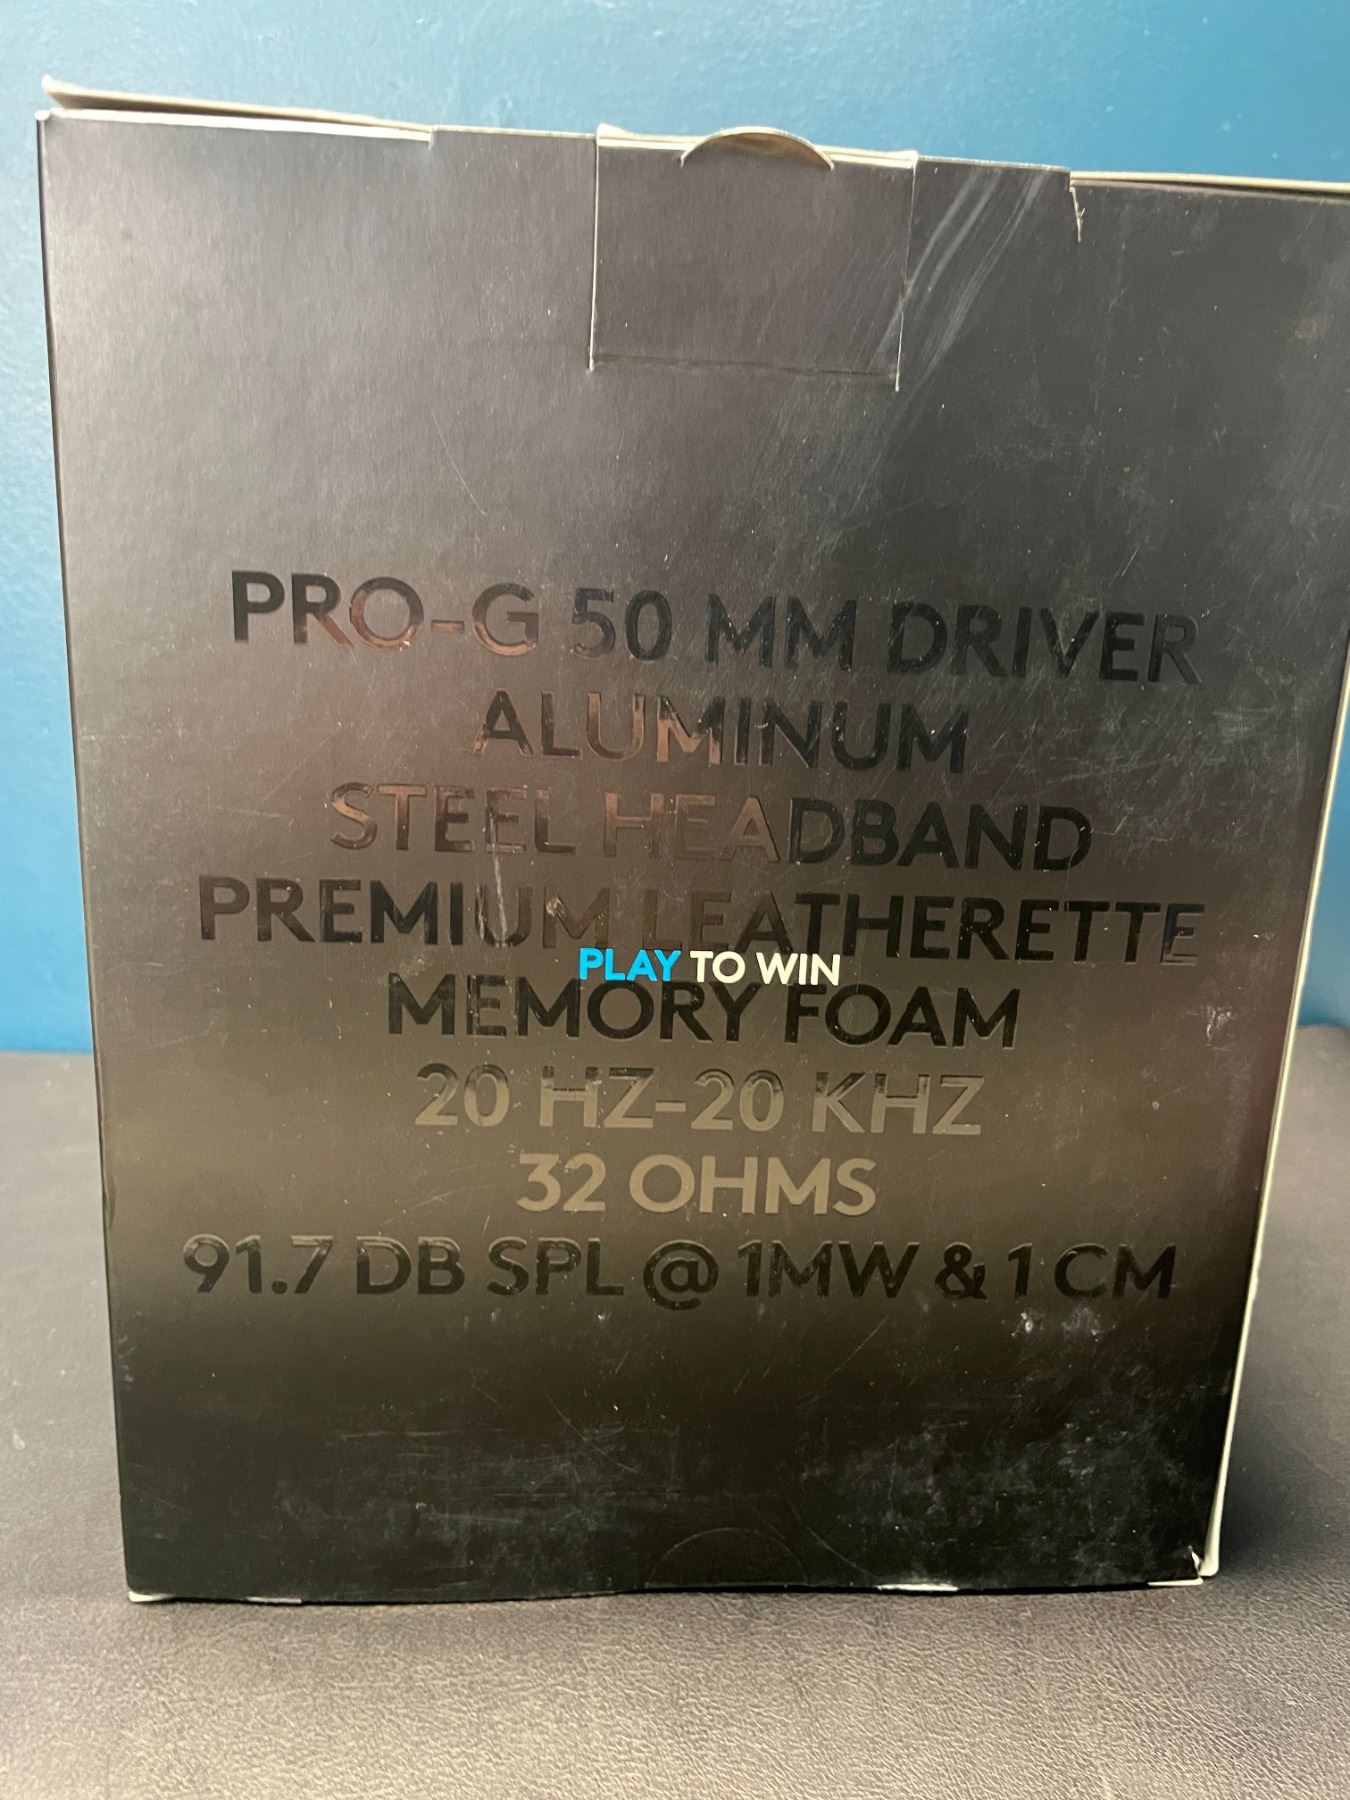 PRO-G 50 MM DRIVER
ALUMINUM
STEEL HEADBAND
PREMIUM LEATHERETTE
PLAY TO WIN
MEMORY FOAM
20 HZ-20 KHZ
32 OHMS
91.7 DB SPL @ 1MW & 1 CM